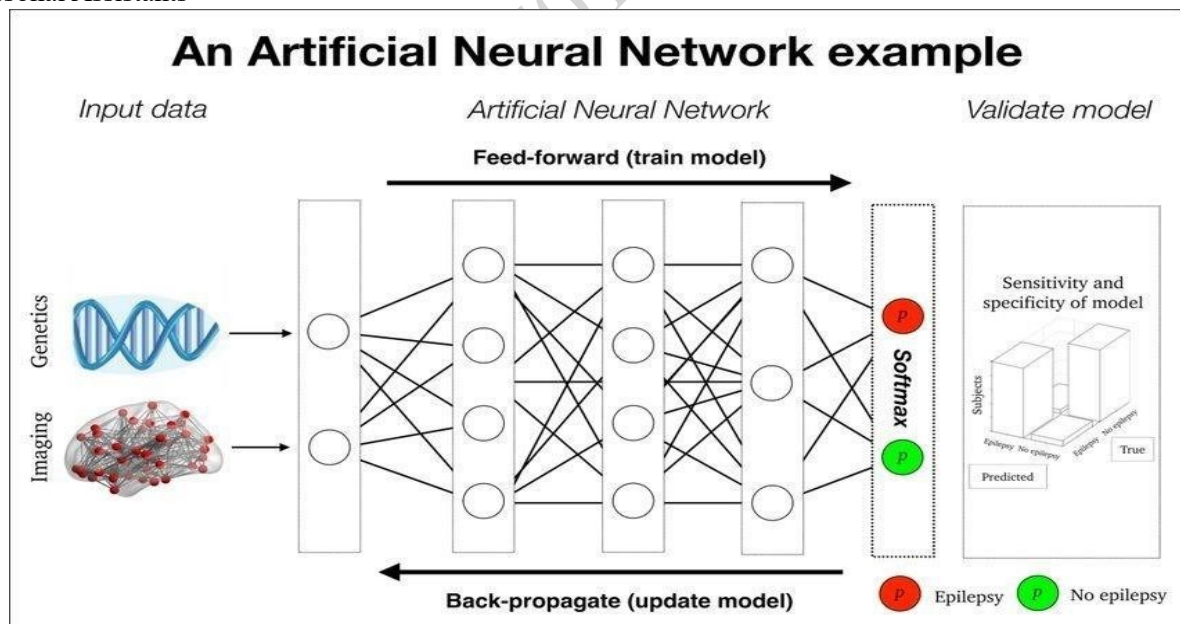 An Artificial Neural Network example
Input data
Artificial Neural Network
Validate model
Feed-forward (train model)
Genetics
Imaging
p
Softmax
p
Sensitivity and
specificity of model
Subjects
Epilepsy
No epilepsy
Epilepsy
No epilepsy
True
Predicted
Back-propagate (update model)
p Epilepsy
p No epilepsy